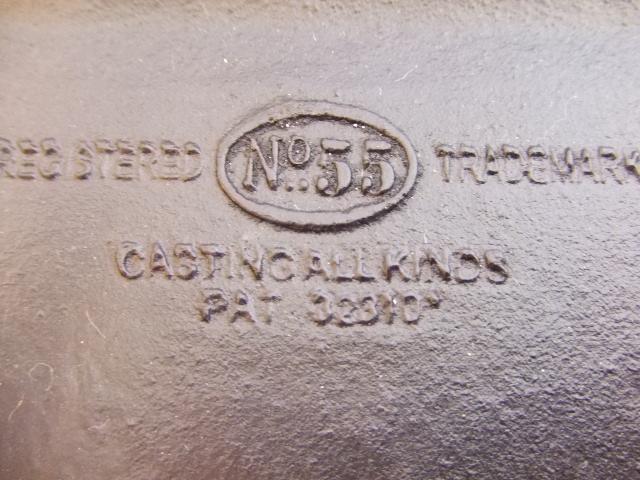 REGISTERED No. 55 TRADEMARK
CASTING ALL KINDS
PAT